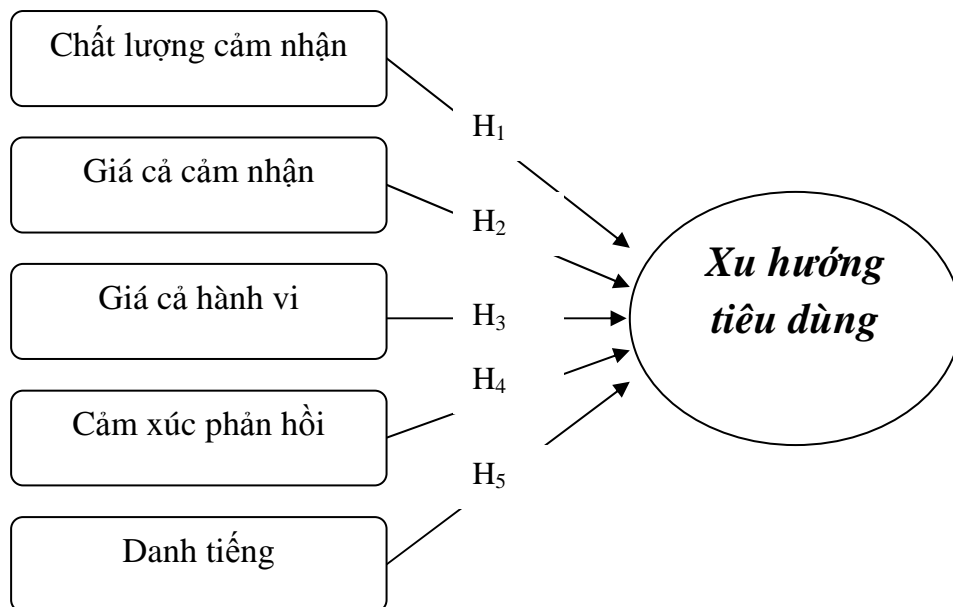 Chất lượng cảm nhận
H₁
Giá cả cảm nhận
H₂
Xu hướng
tiêu dùng
Giá cả hành vi
H₃
H₄
Cảm xúc phản hồi
H₅
Danh tiếng